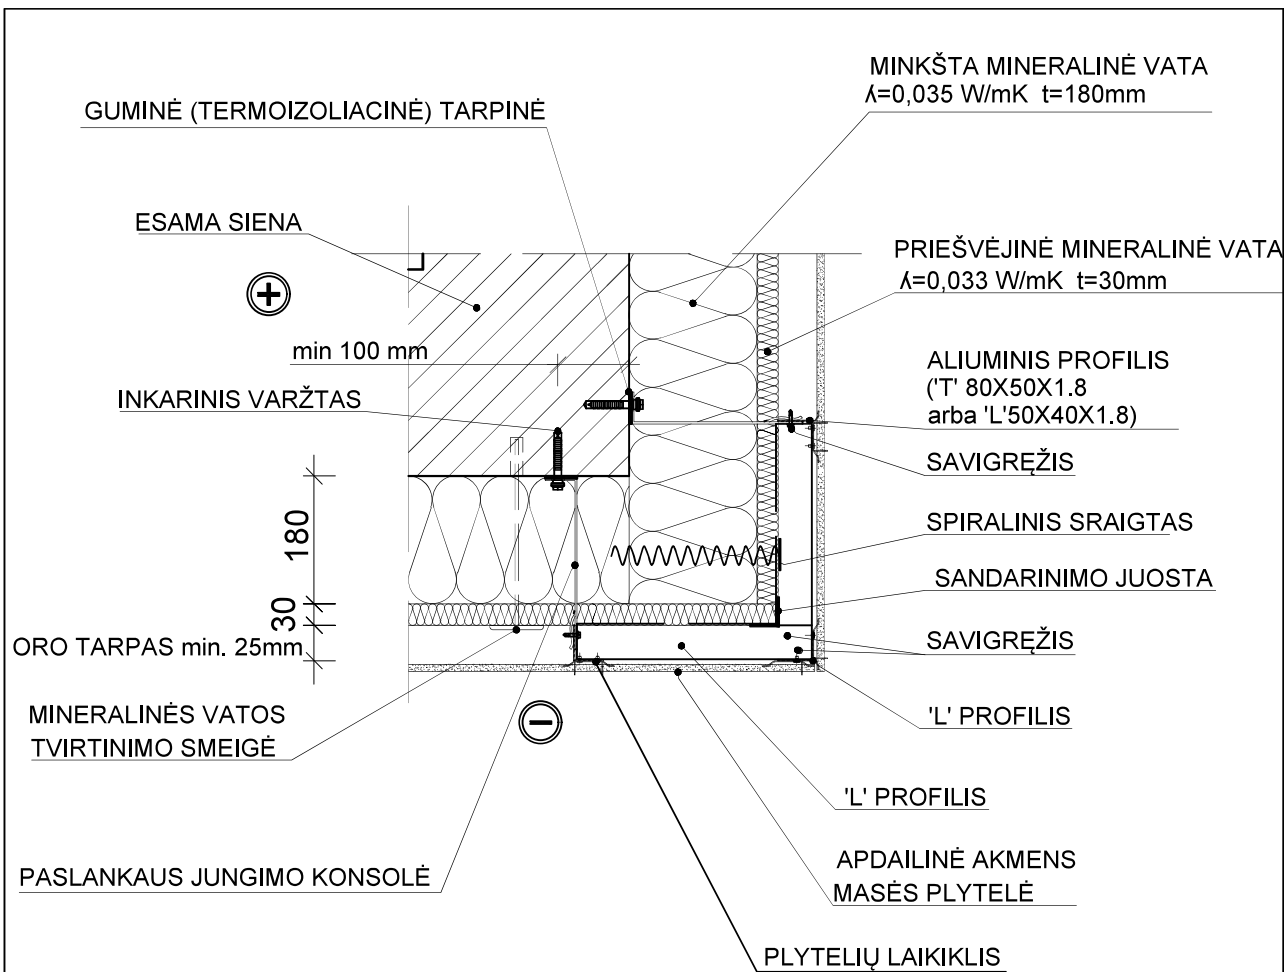 MINKŠTA MINERALINĖ VATA
ʎ=0,035 W/mK t=180mm
GUMINĖ (TERMOIZOLIACINĖ) TARPINĖ
ESAMA SIENA
PRIEŠVĖJINĖ MINERALINĖ VATA
ʎ=0,033 W/mK t=30mm
+
min 100 mm
ALIUMINIS PROFILIS
('T' 80X50X1.8
arba 'L'50X40X1.8)
INKARINIS VARŽTAS
SAVIGRĘŽIS
SPIRALINIS SRAIGTAS
180
SANDARINIMO JUOSTA
30
ORO TARPAS min. 25mm
SAVIGRĘŽIS
MINERALINĖS VATOS
TVIRTINIMO SMEIGĖ
−
'L' PROFILIS
'L' PROFILIS
PASLANKAUS JUNGIMO KONSOLĖ
APDAILINĖ AKMENS
MASĖS PLYTELĖ
PLYTELIŲ LAIKIKLIS